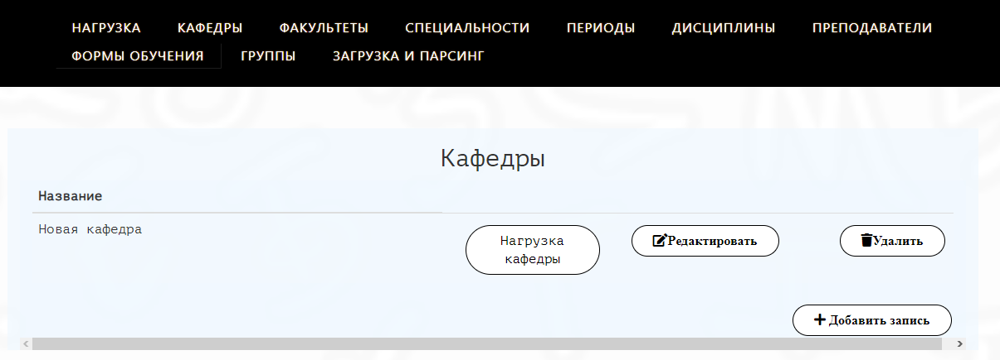 НАГРУЗКА КАФЕДРЫ ФАКУЛЬТЕТЫ СПЕЦИАЛЬНОСТИ ПЕРИОДЫ ДИСЦИПЛИНЫ ПРЕПОДАВАТЕЛИ
ФОРМЫ ОБУЧЕНИЯ ГРУППЫ ЗАГРУЗКА И ПАРСИНГ
Кафедры
Название
Новая кафедра
Нагрузка
кафедры
Редактировать
Удалить
Добавить запись